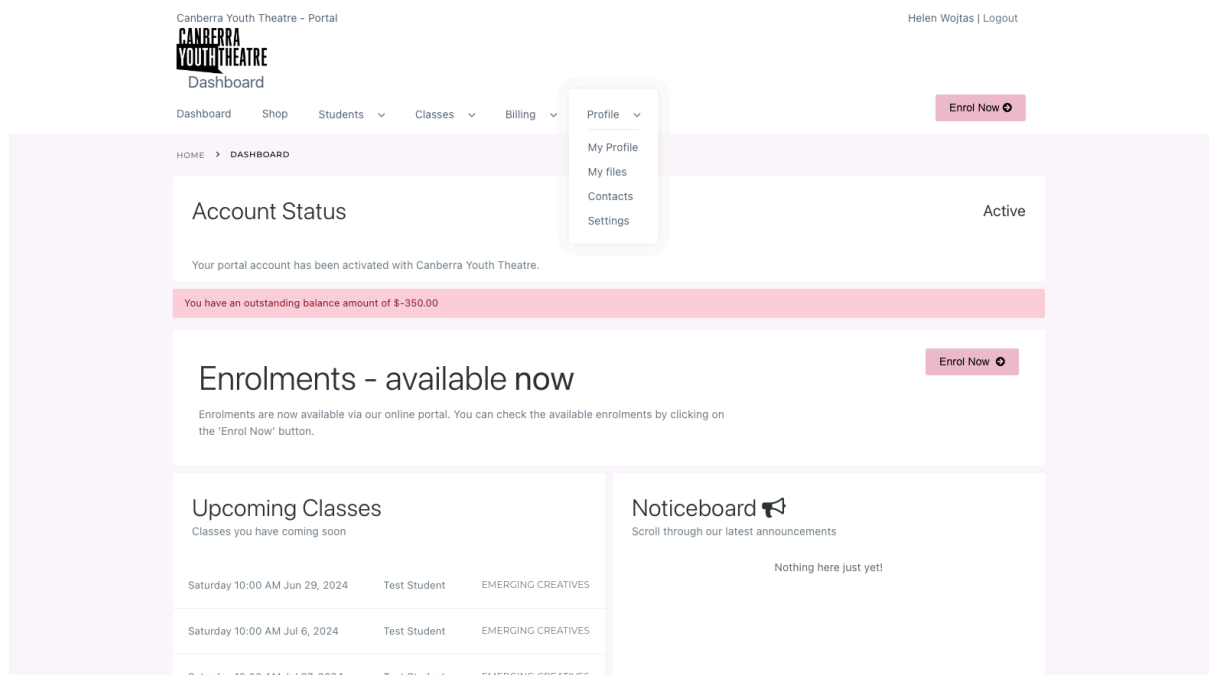 Canberra Youth Theatre - Portal
Helen Wojtas | Logout
CANBERRA
YOUTH THEATRE
Dashboard
Dashboard Shop Students Classes Billing Profile
Enrol Now
My Profile
My files
Contacts
Settings
HOME > DASHBOARD
Account Status
Active
Your portal account has been activated with Canberra Youth Theatre.
You have an outstanding balance amount of $-350.00
Enrolments - available now
Enrol Now
Enrolments are now available via our online portal. You can check the available enrolments by clicking on
the 'Enrol Now' button.
Upcoming Classes
Classes you have coming soon
Saturday 10:00 AM Jun 29, 2024 Test Student EMERGING CREATIVES
Saturday 10:00 AM Jul 6, 2024 Test Student EMERGING CREATIVES
Noticeboard
Scroll through our latest announcements
Nothing here just yet!